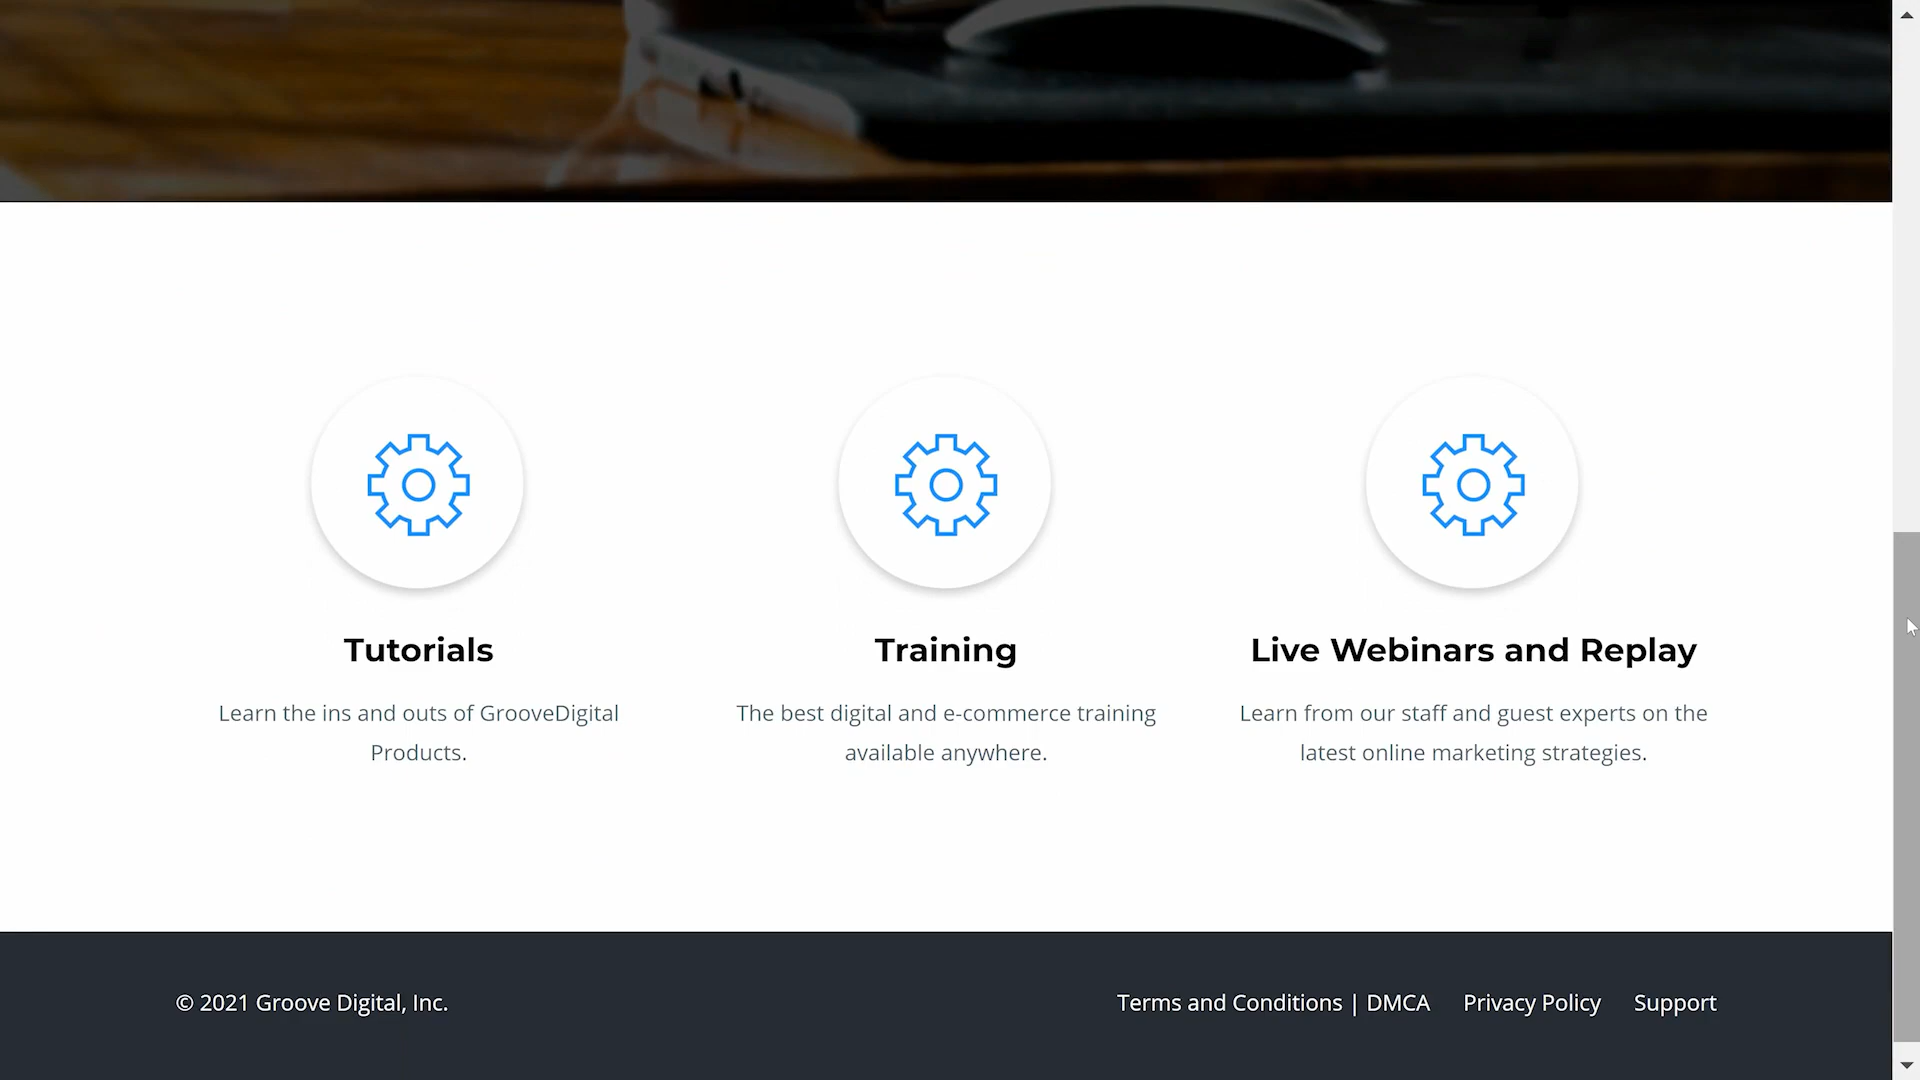 Tutorials
Learn the ins and outs of GrooveDigital
Products.
Training
The best digital and e-commerce training
available anywhere.
Live Webinars and Replay
Learn from our staff and guest experts on the
latest online marketing strategies.
© 2021 Groove Digital, Inc.
Terms and Conditions | DMCA Privacy Policy Support